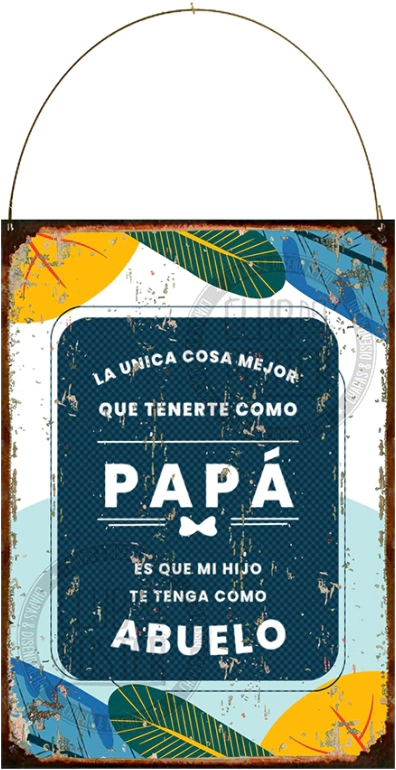 LA UNICA COSA MEJOR
QUE TENERTE COMO
PAPÁ
ES QUE MI HIJO
TE TENGA COMO
ABUELO